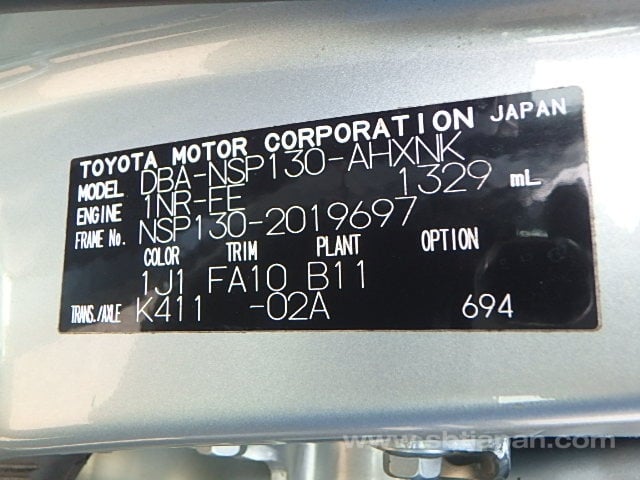 TOYOTA MOTOR CORPORATION JAPAN
MODEL DBA-NSP130-AHXNK
ENGINE 1NR-FE 1329 mL
FRAME No. NSP130-2019697
COLOR TRIM PLANT OPTION
1J1 FA10 B11
TRANS./AXLE K411 -02A 694
www.sbtjapan.com